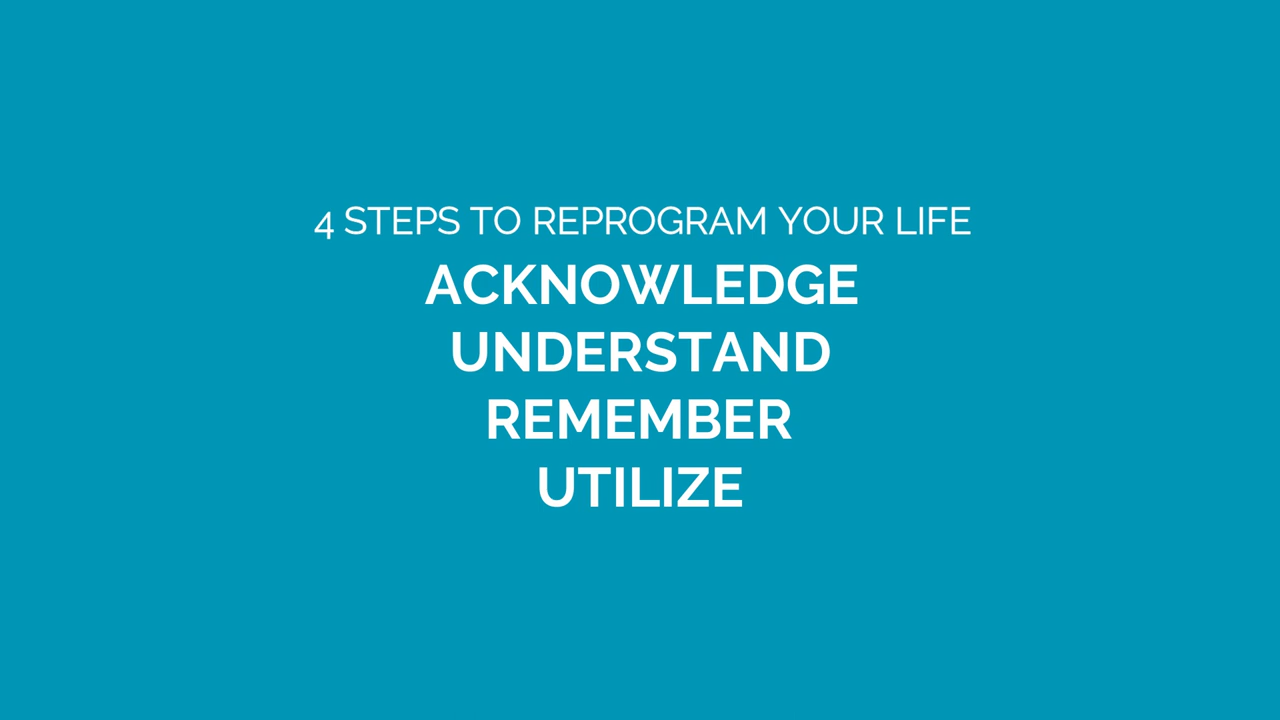 4 STEPS TO REPROGRAM YOUR LIFE
ACKNOWLEDGE
UNDERSTAND
REMEMBER
UTILIZE